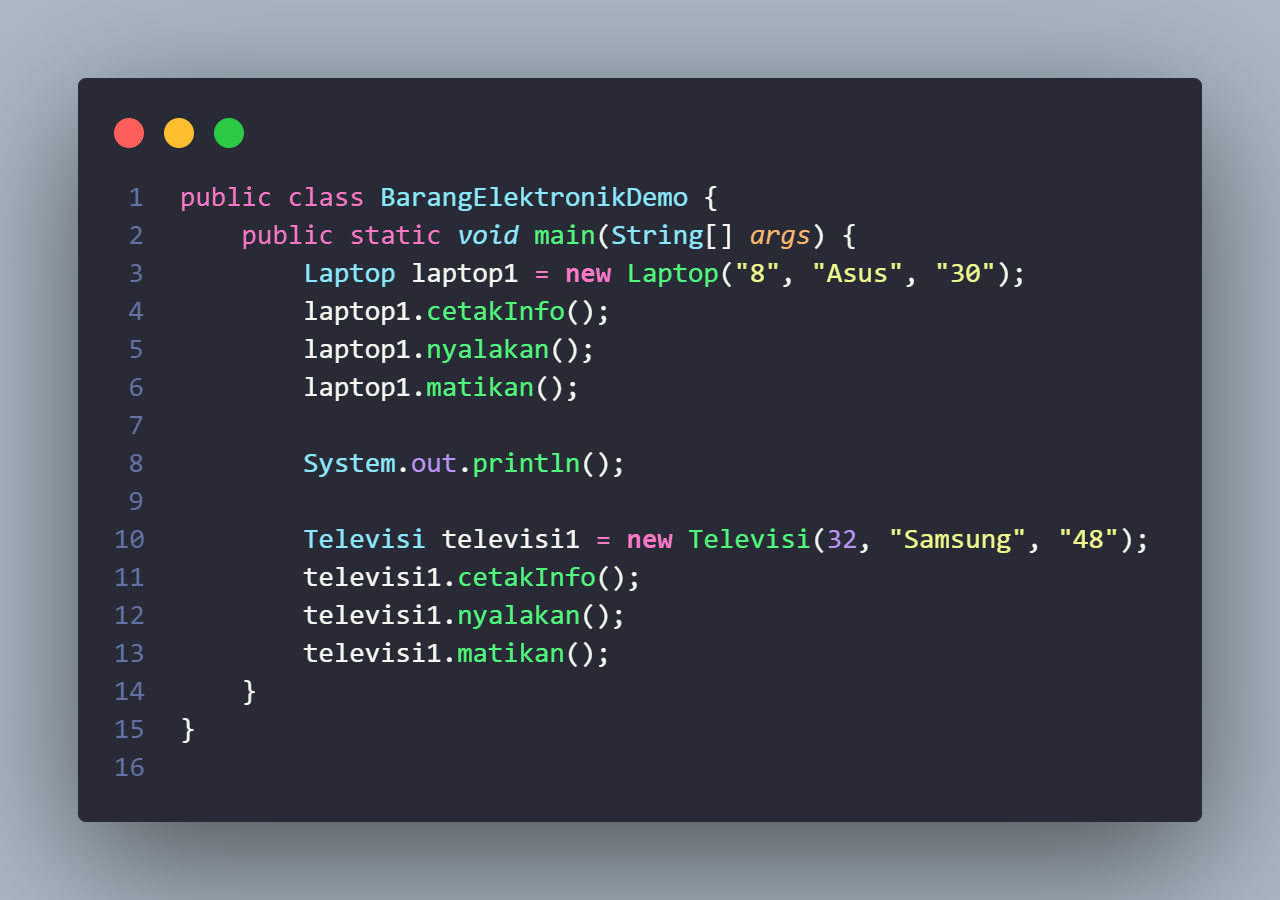 1 public class BarangElektronikDemo {
2     public static void main(String[] args) {
3         Laptop laptop1 = new Laptop("8", "Asus", "30");
4         laptop1.cetakInfo();
5         laptop1.nyalakan();
6         laptop1.matikan();
7
8         System.out.println();
9
10         Televisi televisi1 = new Televisi(32, "Samsung", "48");
11         televisi1.cetakInfo();
12         televisi1.nyalakan();
13         televisi1.matikan();
14     }
15 }
16